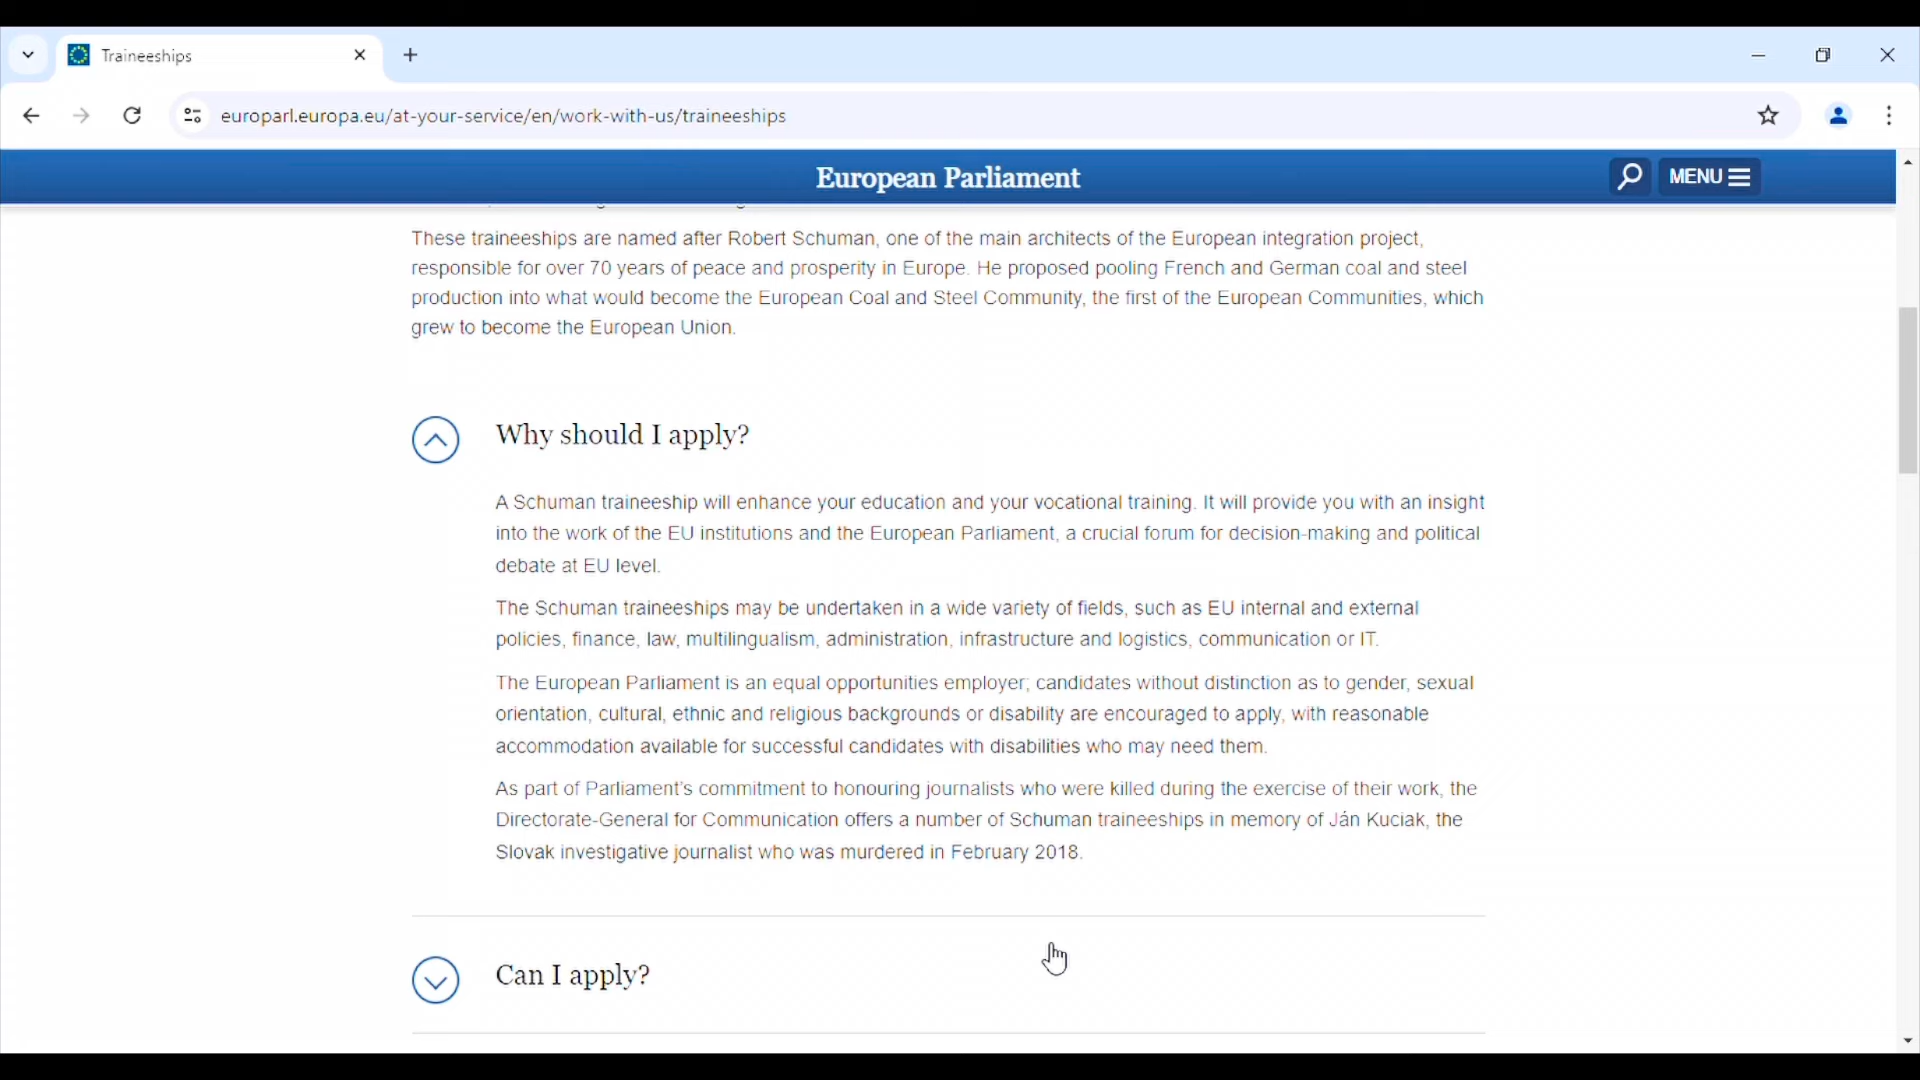 Traineeships
europarl.europa.eu/at-your-service/en/work-with-us/traineeships
European Parliament
MENU
These traineeships are named after Robert Schuman, one of the main architects of the European integration project,
responsible for over 70 years of peace and prosperity in Europe. He proposed pooling French and German coal and steel
production into what would become the European Coal and Steel Community, the first of the European Communities, which
grew to become the European Union.
Why should I apply?
A Schuman traineeship will enhance your education and your vocational training. It will provide you with an insight
into the work of the EU institutions and the European Parliament, a crucial forum for decision-making and political
debate at EU level.
The Schuman traineeships may be undertaken in a wide variety of fields, such as EU internal and external
policies, finance, law, multilingualism, administration, infrastructure and logistics, communication or IT.
The European Parliament is an equal opportunities employer; candidates without distinction as to gender, sexual
orientation, cultural, ethnic and religious backgrounds or disability are encouraged to apply, with reasonable
accommodation available for successful candidates with disabilities who may need them.
As part of Parliament's commitment to honouring journalists who were killed during the exercise of their work, the
Directorate-General for Communication offers a number of Schuman traineeships in memory of Ján Kuciak, the
Slovak investigative journalist who was murdered in February 2018.
Can I apply?